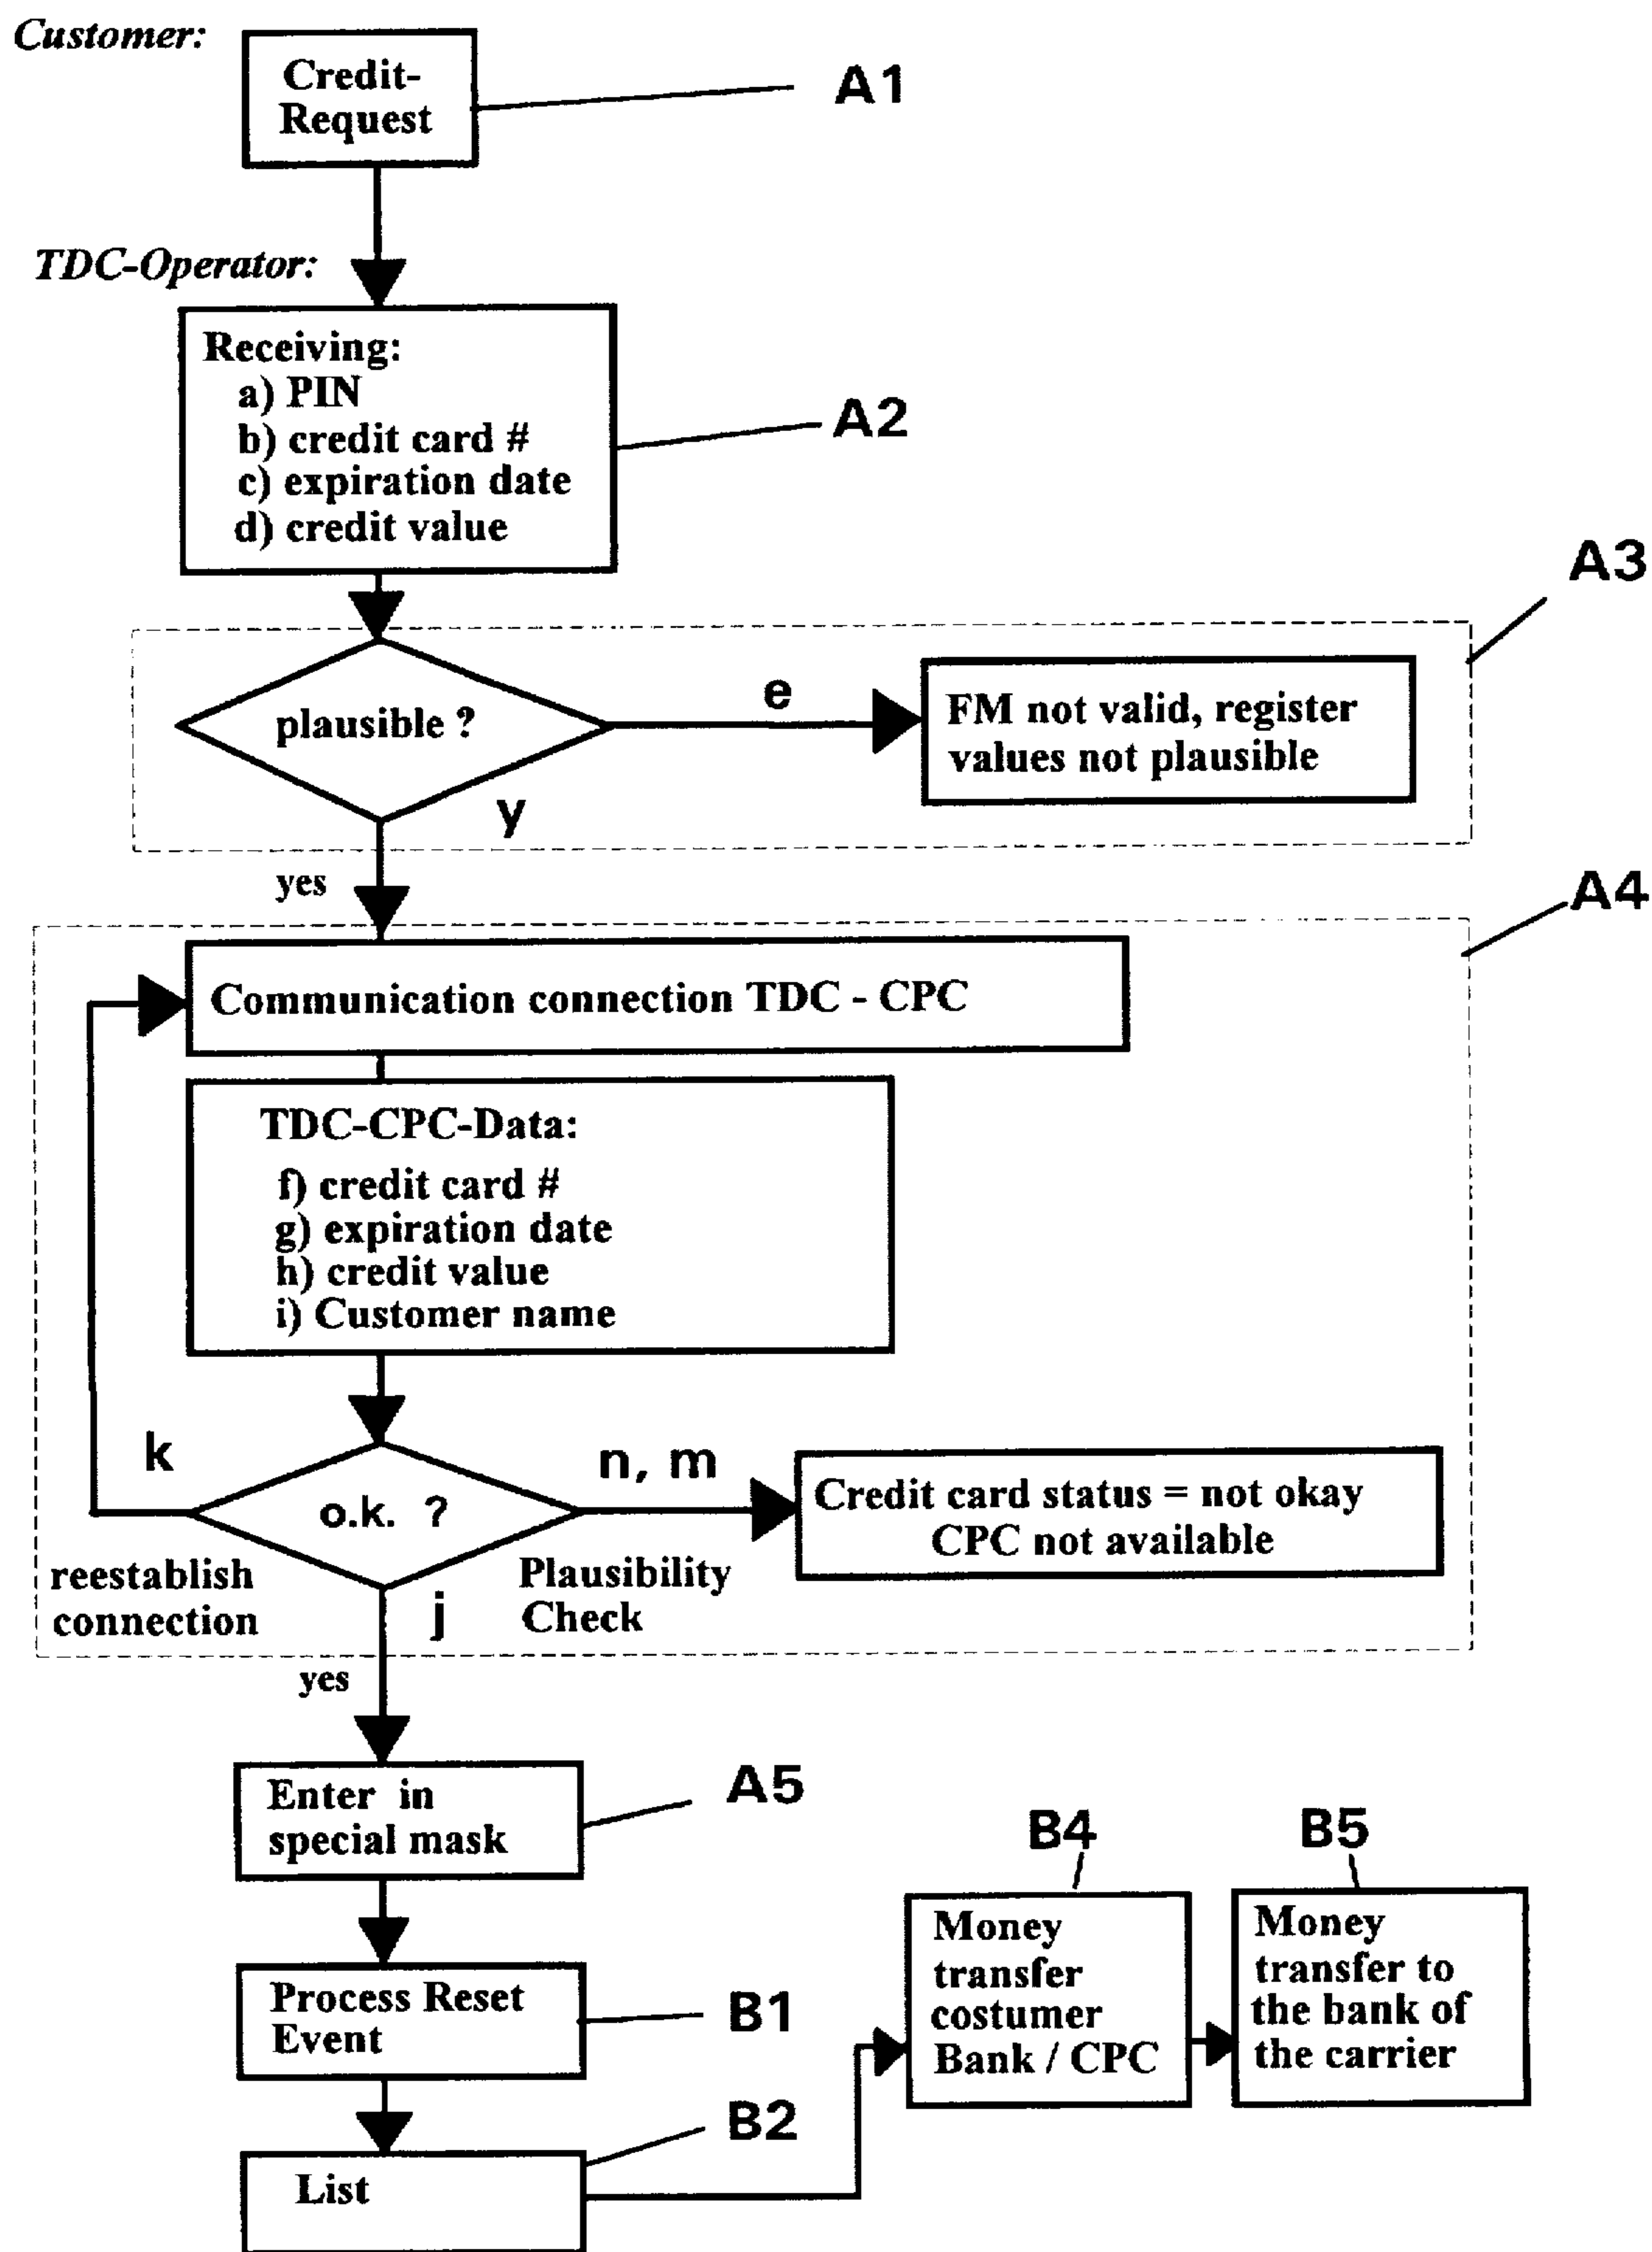 Customer:
Credit-
Request
A1
TDC-Operator:
Receiving:
a) PIN
b) credit card #
c) expiration date
d) credit value
A2
A3
plausible ?
e
FM not valid, register
values not plausible
y
yes
A4
Communication connection TDC - CPC
TDC-CPC-Data:
f) credit card #
g) expiration date
h) credit value
i) Customer name
k
o.k. ?
n, m
Credit card status = not okay
CPC not available
reestablish
connection
Plausibility
Check
j
yes
Enter in
special mask
A5
Process Reset
Event
B1
List
B2
B4
Money
transfer
costumer
Bank / CPC
B5
Money
transfer to
the bank of
the carrier